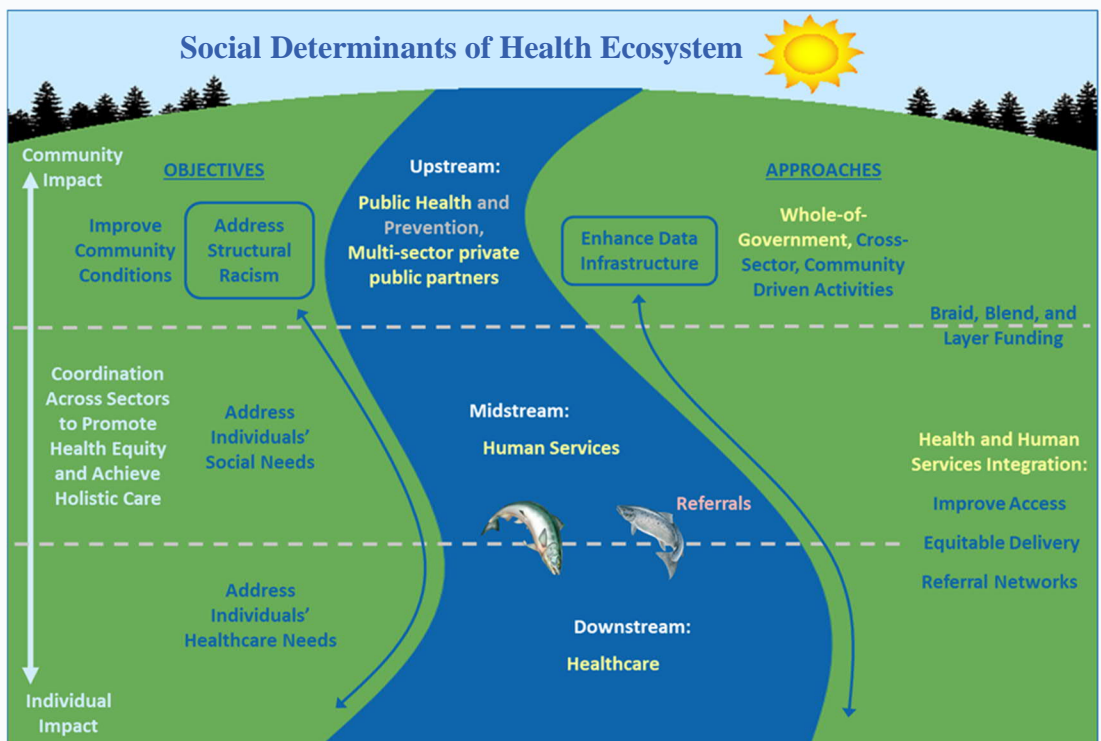 Social Determinants of Health Ecosystem
Community
Impact
OBJECTIVES
Improve
Community
Conditions
Address
Structural
Racism
Upstream:
Public Health and
Prevention,
Multi-sector private
public partners
APPROACHES
Enhance Data
Infrastructure
Whole-of-
Government, Cross-
Sector, Community
Driven Activities
Braid, Blend, and
Layer Funding
Coordination
Across Sectors
to Promote
Health Equity
and Achieve
Holistic Care
Address
Individuals’
Social Needs
Midstream:
Human Services
Referrals
Health and Human
Services Integration:
Improve Access
Equitable Delivery
Referral Networks
Address
Individuals’
Healthcare Needs
Downstream:
Healthcare
Individual
Impact